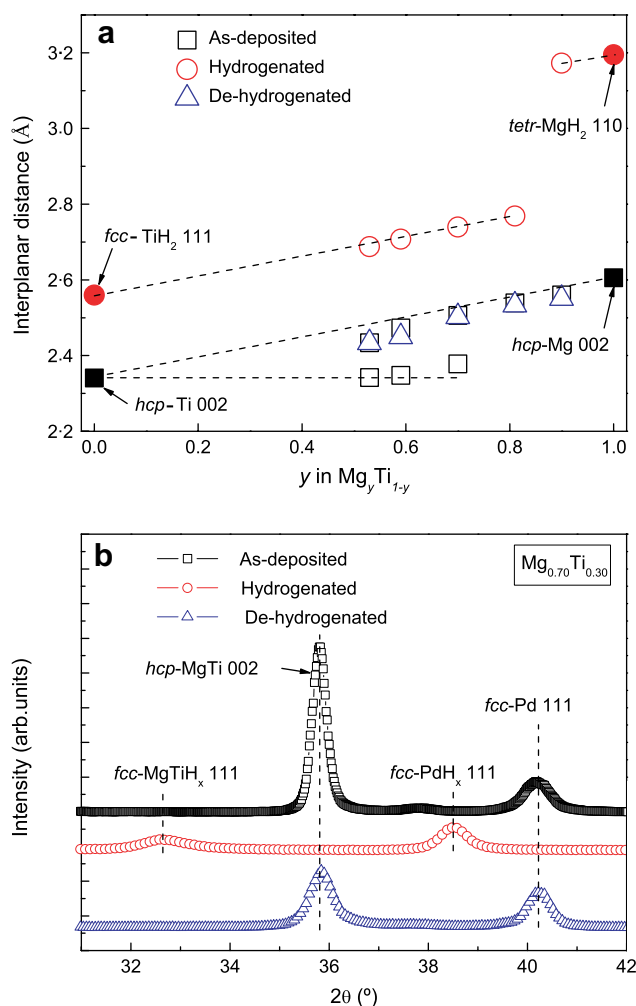 a
As-deposited
Hydrogenated
De-hydrogenated
3·2
3·0
2·8
2·6
2·4
2·2
Interplanar distance (Å)
tetr-MgH₂ 110
fcc-TiH₂ 111
hcp-Mg 002
hcp-Ti 002
0.0 0.2 0.4 0.6 0.8 1.0
y in MgᵧTi₁₋ᵧ
b
As-deposited
Hydrogenated
De-hydrogenated
Mg₀.₇₀Ti₀.₃₀
hcp-MgTi 002
fcc-Pd 111
fcc-MgTiHₓ 111
fcc-PdHₓ 111
Intensity (arb.units)
32 34 36 38 40 42
2θ (º)